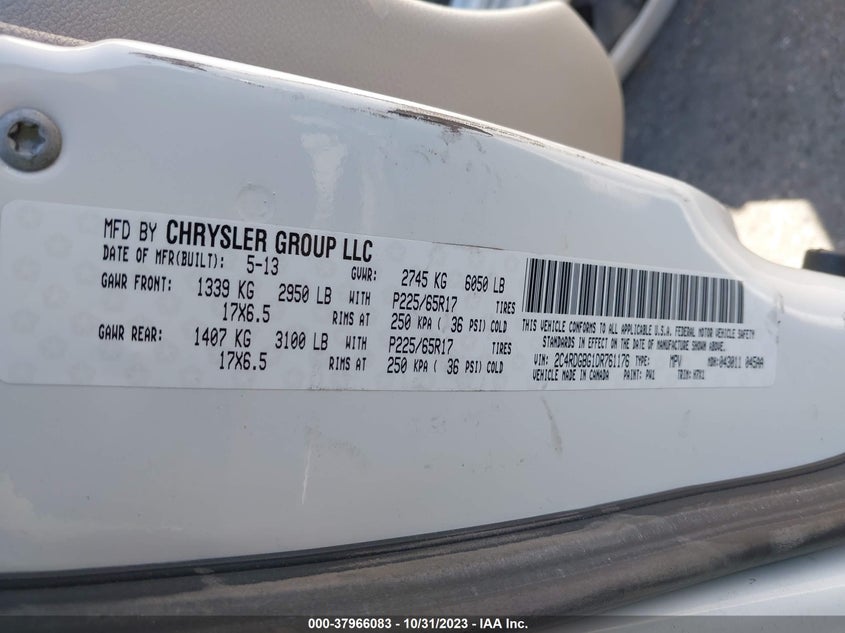 MFD BY CHRYSLER GROUP LLC
DATE OF MFR(BUILT): 5-13 GVWR: 2745 KG 6050 LB
GAWR FRONT: 1339 KG 2950 LB WITH P225/65R17 TIRES
17X6.5 RIMS AT 250 KPA ( 36 PSI) COLD
GAWR REAR: 1407 KG 3100 LB WITH P225/65R17 TIRES
17X6.5 RIMS AT 250 KPA ( 36 PSI) COLD
THIS VEHICLE CONFORMS TO ALL APPLICABLE U.S.A. FEDERAL MOTOR VEHICLE SAFETY
STANDARDS IN EFFECT ON THE DATE OF MANUFACTURE SHOWN ABOVE.
VIN: 2C4RDGBG1DR761176 TYPE: MPV MDH: 043011 045AA
VEHICLE MADE IN CANADA PAINT: PW1 TRIM:
000-37966083 - 10/31/2023 - IAA Inc.